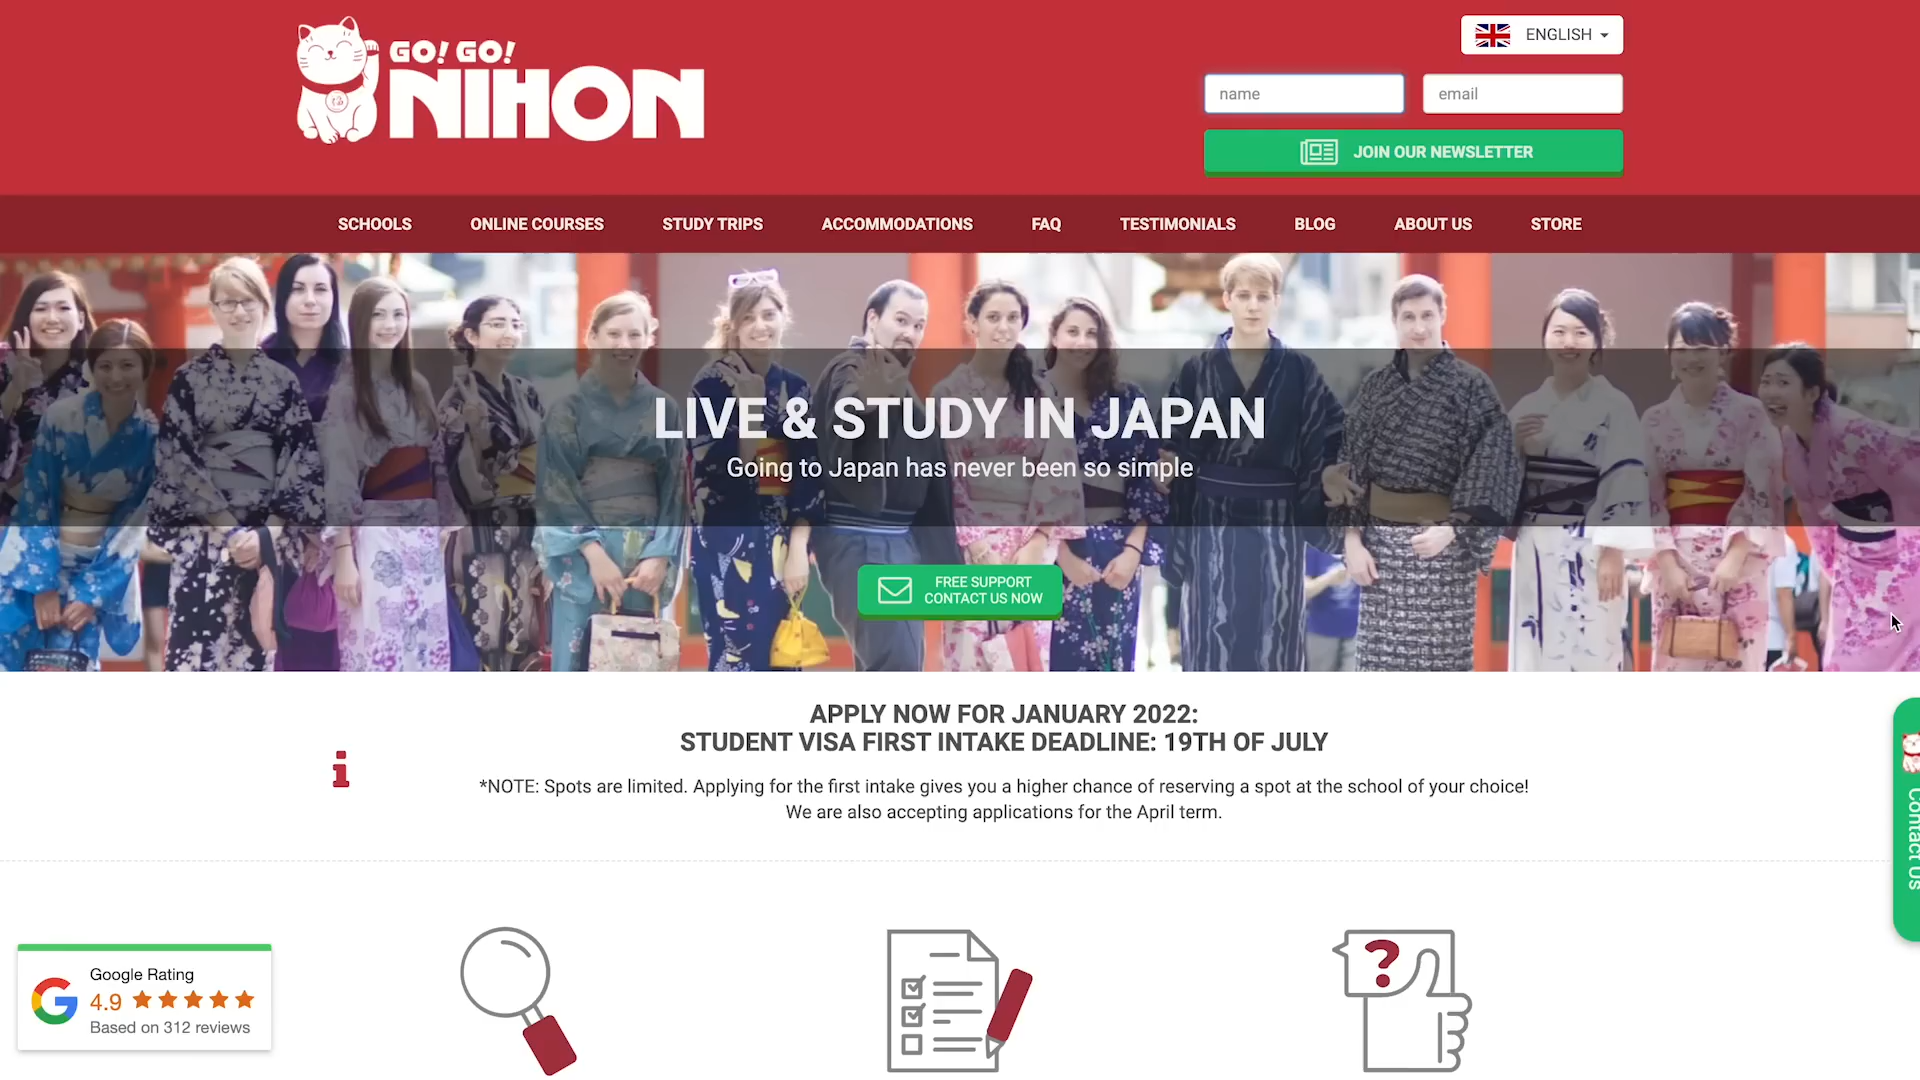 GO! GO!
NIHON
ENGLISH
name
email
JOIN OUR NEWSLETTER
SCHOOLS
ONLINE COURSES
STUDY TRIPS
ACCOMMODATIONS
FAQ
TESTIMONIALS
BLOG
ABOUT US
STORE
LIVE & STUDY IN JAPAN
Going to Japan has never been so simple
FREE SUPPORT
CONTACT US NOW
APPLY NOW FOR JANUARY 2022:
STUDENT VISA FIRST INTAKE DEADLINE: 19TH OF JULY
*NOTE: Spots are limited. Applying for the first intake gives you a higher chance of reserving a spot at the school of your choice!
We are also accepting applications for the April term.
Contact Us
Google Rating
4.9
Based on 312 reviews
?